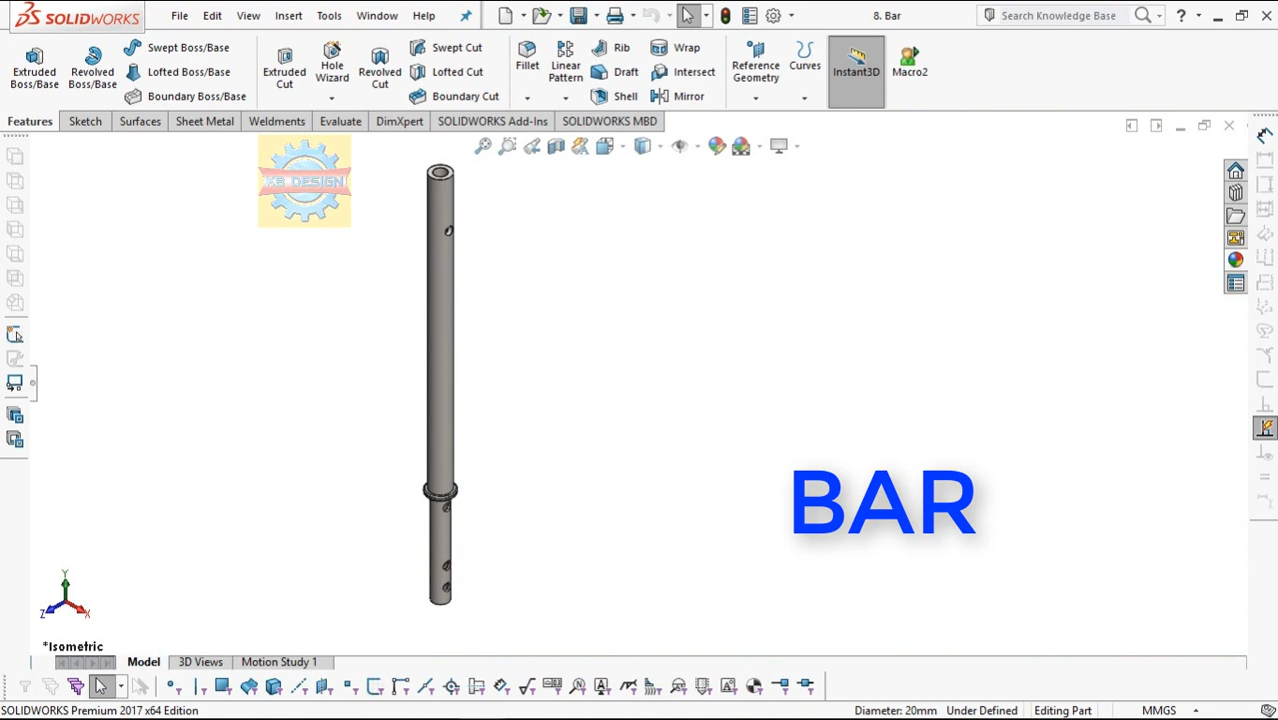 SOLIDWORKS
File Edit View Insert Tools Window Help
8. Bar
Search Knowledge Base
?
Extruded Boss/Base
Revolved Boss/Base
Swept Boss/Base
Lofted Boss/Base
Boundary Boss/Base
Extruded Cut
Hole Wizard
Revolved Cut
Swept Cut
Lofted Cut
Boundary Cut
Fillet
Linear Pattern
Rib
Draft
Shell
Wrap
Intersect
Mirror
Reference Geometry
Curves
Instant3D
Macro2
Features Sketch Surfaces Sheet Metal Weldments Evaluate DimXpert SOLIDWORKS Add-Ins SOLIDWORKS MBD
KB DESIGN
BAR
Y
Z
X
*Isometric
Model 3D Views Motion Study 1
SOLIDWORKS Premium 2017 x64 Edition
Diameter: 20mm Under Defined Editing Part MMGS